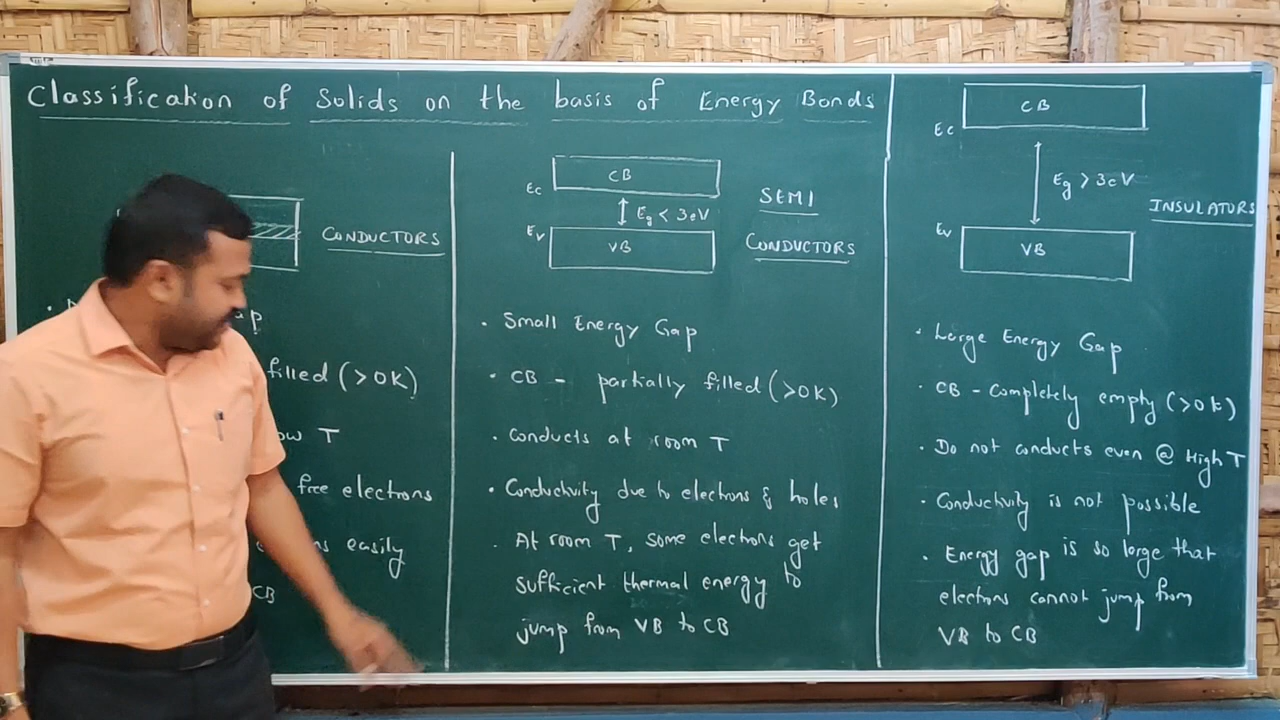 Classification of Solids on the basis of Energy Bonds
CONDUCTORS
filled (>0K)
T
free electrons
easily
CB
CB
Ec
Eg < 3eV
Ev
VB
SEMI
CONDUCTORS
. Small Energy Gap
. CB - partially filled (>0K)
. Conducts at room T
. Conductivity due to electrons & holes
. At room T, some electrons get
sufficient thermal energy to
jump from VB to CB
CB
Ec
Eg > 3eV
Ev
VB
INSULATORS
. Large Energy Gap
. CB - Completely empty (>0K)
. Do not conducts even @ High T
. Conductivity is not possible
. Energy gap is so large that
electrons cannot jump from
VB to CB